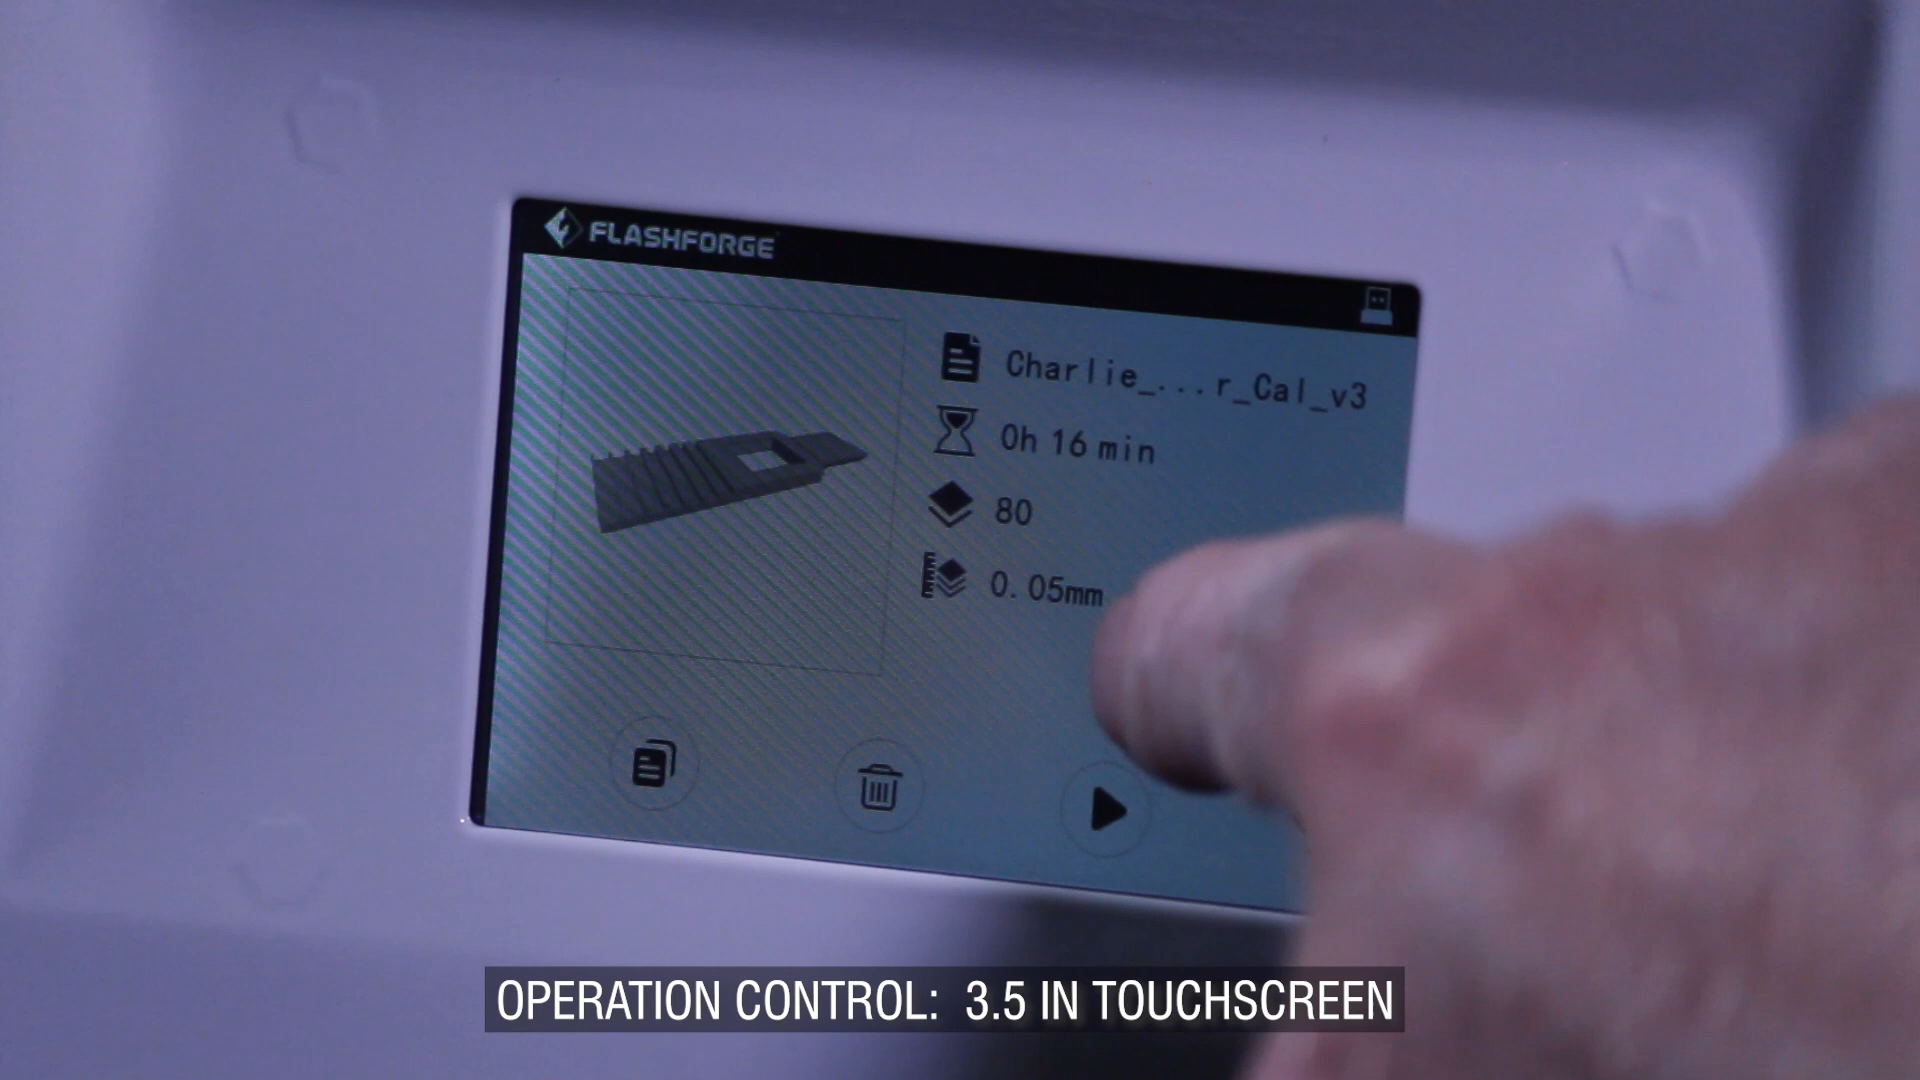 FLASHFORGE
Charlie_...r_Cal_v3
0h 16 min
80
0.05mm
OPERATION CONTROL: 3.5 IN TOUCHSCREEN